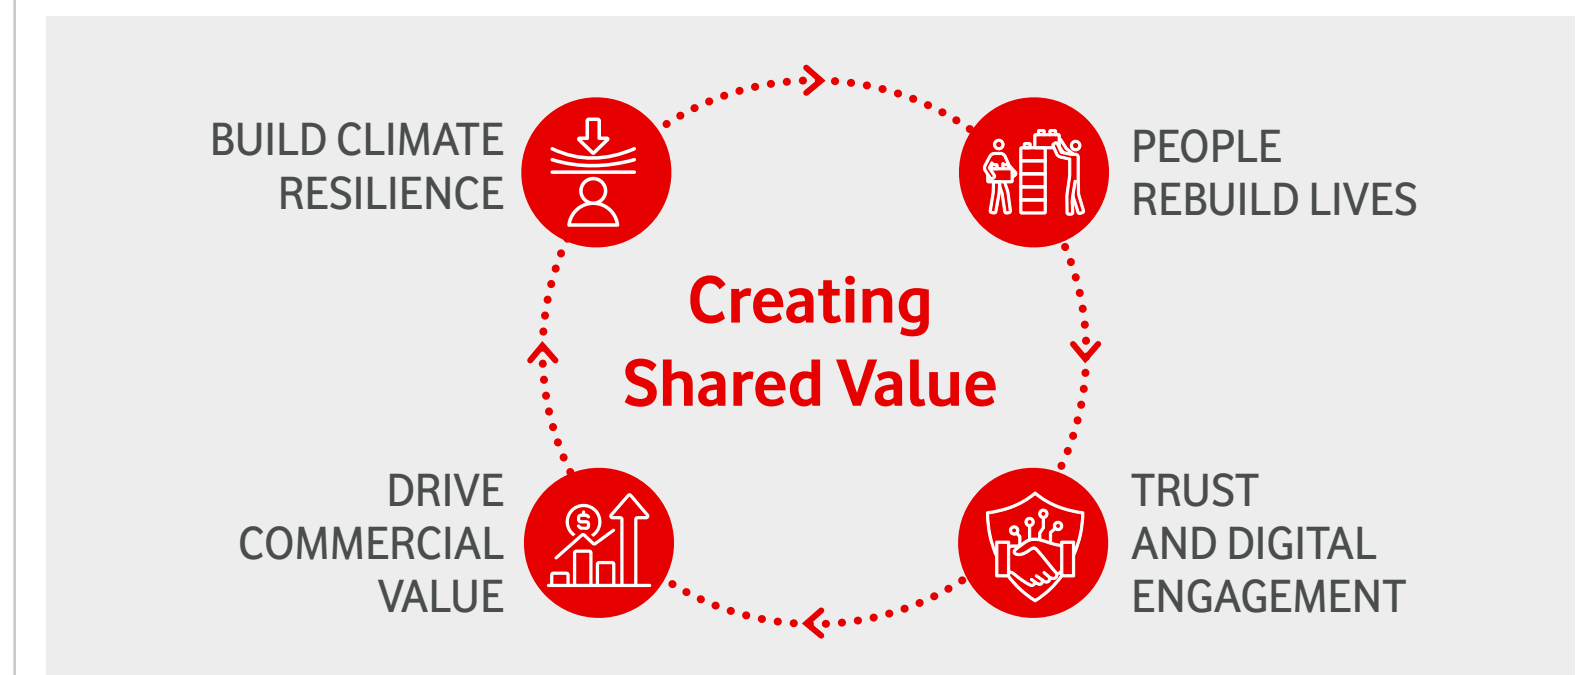 BUILD CLIMATE
RESILIENCE
PEOPLE
REBUILD LIVES
Creating
Shared Value
DRIVE
COMMERCIAL
VALUE
$
TRUST
AND DIGITAL
ENGAGEMENT